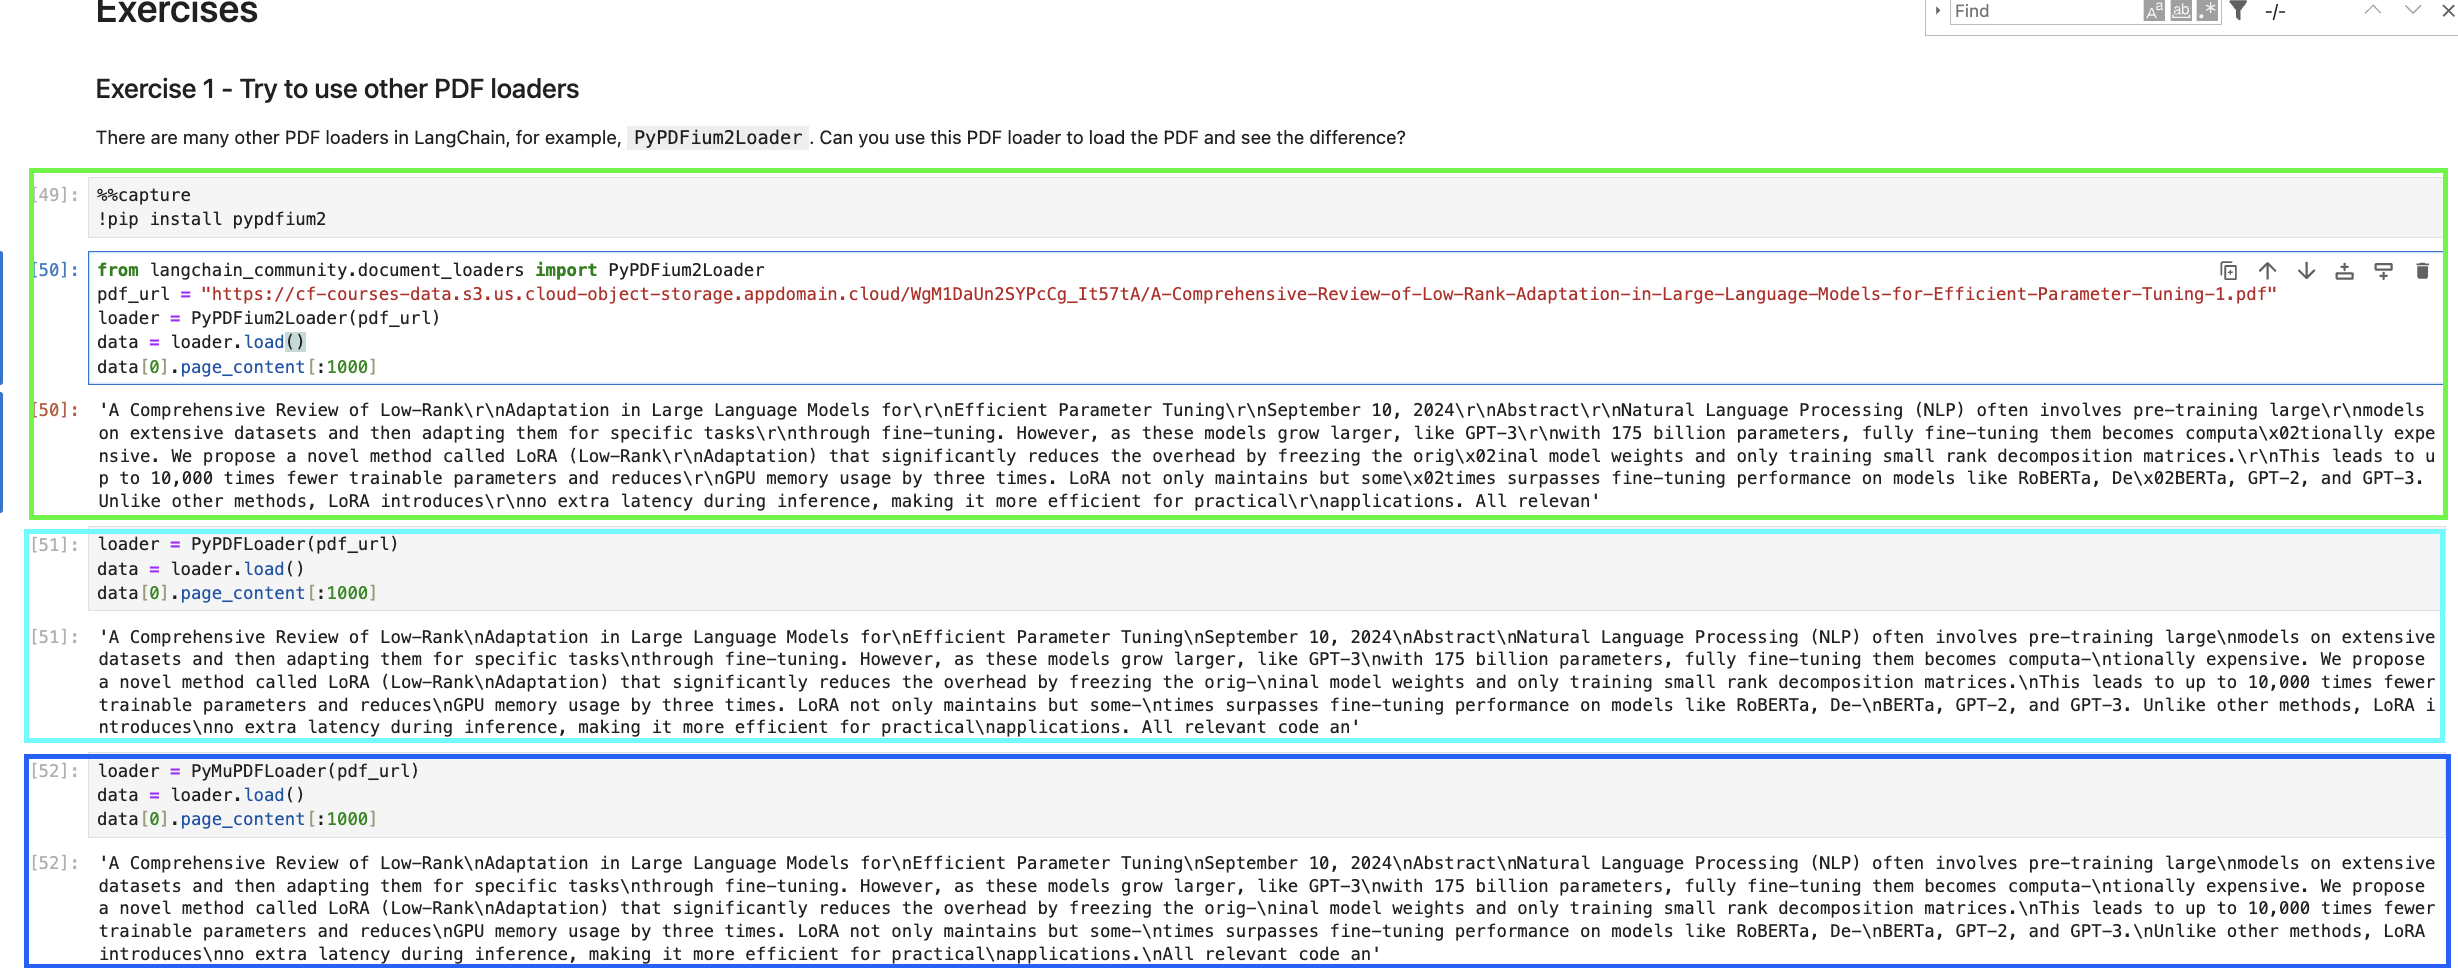 Exercises
Find
Aa
ab
.*
-/-
Exercise 1 - Try to use other PDF loaders
There are many other PDF loaders in LangChain, for example, PyPDFium2Loader . Can you use this PDF loader to load the PDF and see the difference?
[49]:
%%capture
!pip install pypdfium2
[50]:
from langchain_community.document_loaders import PyPDFium2Loader
pdf_url = "https://cf-courses-data.s3.us.cloud-object-storage.appdomain.cloud/WgM1DaUn2SYPcCg_It57tA/A-Comprehensive-Review-of-Low-Rank-Adaptation-in-Large-Language-Models-for-Efficient-Parameter-Tuning-1.pdf"
loader = PyPDFium2Loader(pdf_url)
data = loader.load()
data[0].page_content[:1000]
[50]:
'A Comprehensive Review of Low-Rank\r\nAdaptation in Large Language Models for\r\nEfficient Parameter Tuning\r\nSeptember 10, 2024\r\nAbstract\r\nNatural Language Processing (NLP) often involves pre-training large\r\nmodels
on extensive datasets and then adapting them for specific tasks\r\nthrough fine-tuning. However, as these models grow larger, like GPT-3\r\nwith 175 billion parameters, fully fine-tuning them becomes computa\x02tionally expe
nsive. We propose a novel method called LoRA (Low-Rank\r\nAdaptation) that significantly reduces the overhead by freezing the orig\x02inal model weights and only training small rank decomposition matrices.\r\nThis leads to u
p to 10,000 times fewer trainable parameters and reduces\r\nGPU memory usage by three times. LoRA not only maintains but some\x02times surpasses fine-tuning performance on models like RoBERTa, De\x02BERTa, GPT-2, and GPT-3.
Unlike other methods, LoRA introduces\r\nno extra latency during inference, making it more efficient for practical\r\napplications. All relevan'
[51]:
loader = PyPDFLoader(pdf_url)
data = loader.load()
data[0].page_content[:1000]
[51]:
'A Comprehensive Review of Low-Rank\nAdaptation in Large Language Models for\nEfficient Parameter Tuning\nSeptember 10, 2024\nAbstract\nNatural Language Processing (NLP) often involves pre-training large\nmodels on extensive
datasets and then adapting them for specific tasks\nthrough fine-tuning. However, as these models grow larger, like GPT-3\nwith 175 billion parameters, fully fine-tuning them becomes computa-\ntionally expensive. We propose
a novel method called LoRA (Low-Rank\nAdaptation) that significantly reduces the overhead by freezing the orig-\ninal model weights and only training small rank decomposition matrices.\nThis leads to up to 10,000 times fewer
trainable parameters and reduces\nGPU memory usage by three times. LoRA not only maintains but some-\ntimes surpasses fine-tuning performance on models like RoBERTa, De-\nBERTa, GPT-2, and GPT-3. Unlike other methods, LoRA i
ntroduces\nno extra latency during inference, making it more efficient for practical\napplications. All relevant code an'
[52]:
loader = PyMuPDFLoader(pdf_url)
data = loader.load()
data[0].page_content[:1000]
[52]:
'A Comprehensive Review of Low-Rank\nAdaptation in Large Language Models for\nEfficient Parameter Tuning\nSeptember 10, 2024\nAbstract\nNatural Language Processing (NLP) often involves pre-training large\nmodels on extensive
datasets and then adapting them for specific tasks\nthrough fine-tuning. However, as these models grow larger, like GPT-3\nwith 175 billion parameters, fully fine-tuning them becomes computa-\ntionally expensive. We propose
a novel method called LoRA (Low-Rank\nAdaptation) that significantly reduces the overhead by freezing the orig-\ninal model weights and only training small rank decomposition matrices.\nThis leads to up to 10,000 times fewer
trainable parameters and reduces\nGPU memory usage by three times. LoRA not only maintains but some-\ntimes surpasses fine-tuning performance on models like RoBERTa, De-\nBERTa, GPT-2, and GPT-3.\nUnlike other methods, LoRA
introduces\nno extra latency during inference, making it more efficient for practical\napplications.\nAll relevant code an'